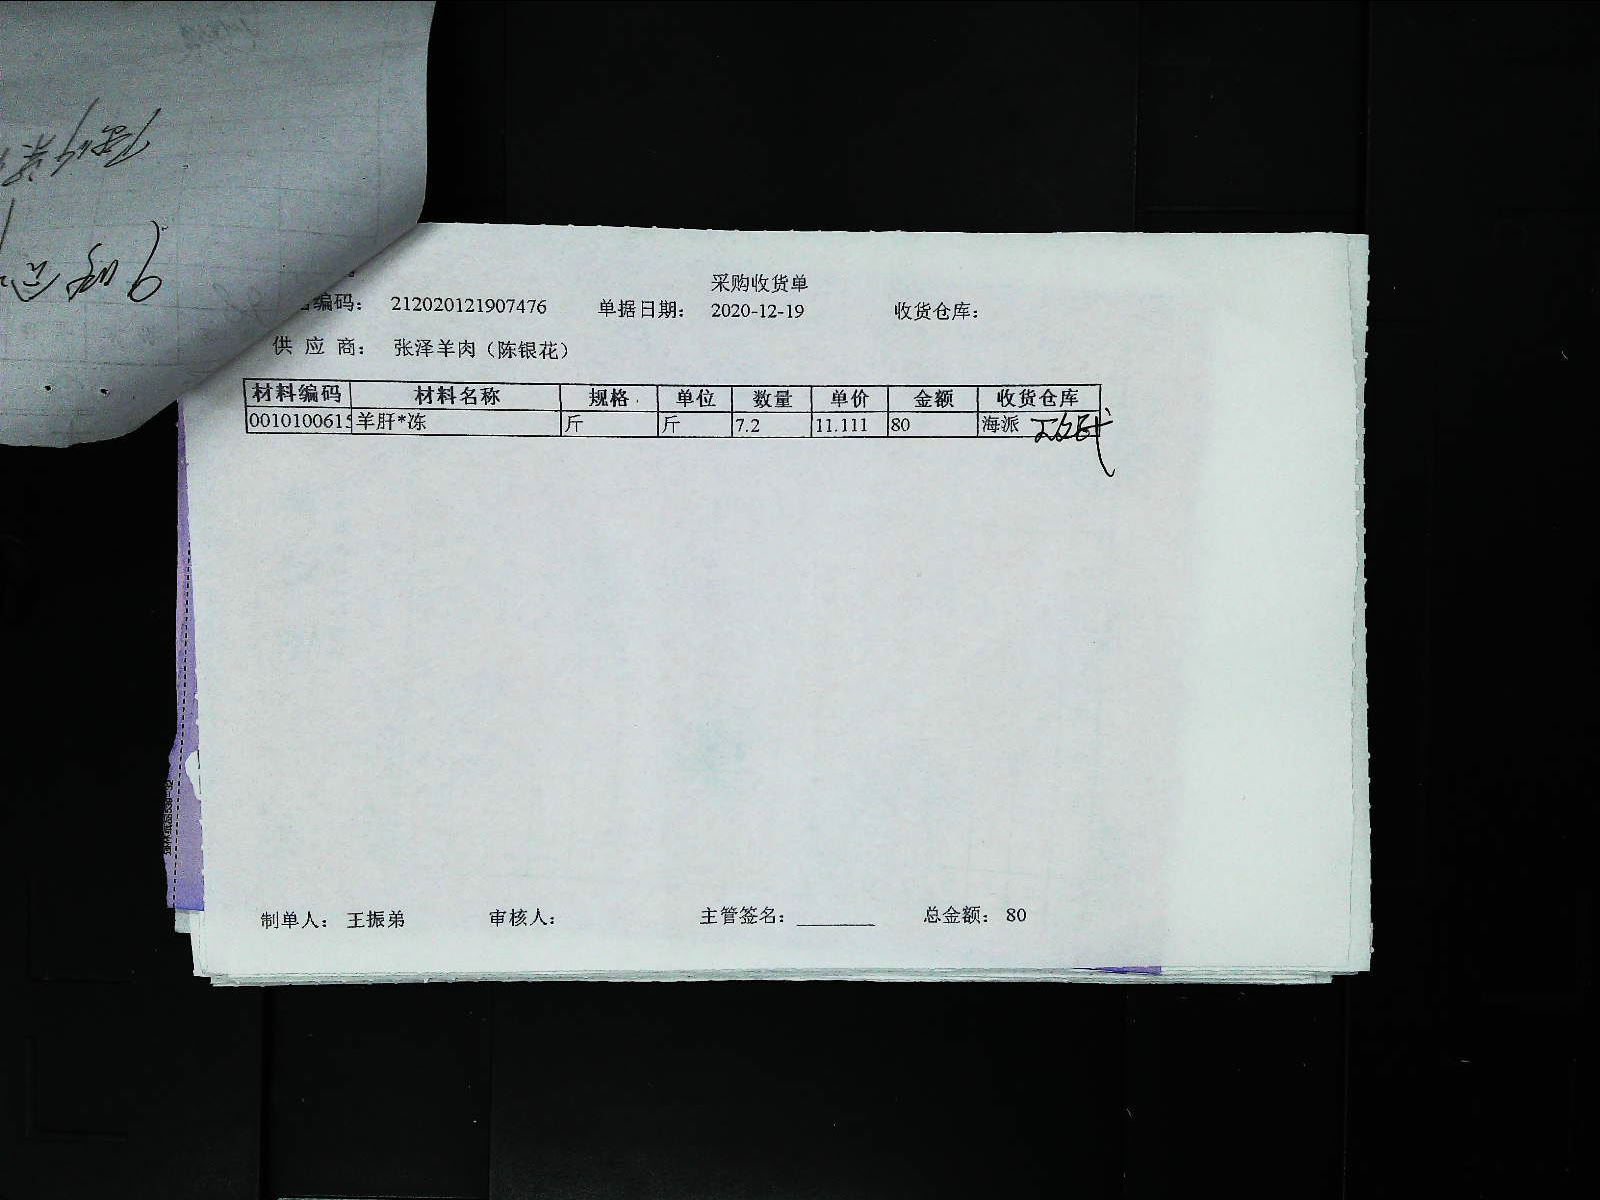 采购收货单
编码： 212020121907476 单据日期： 2020-12-19 收货仓库：
供应商： 张泽羊肉（陈银花）
材料编码 材料名称 规格 单位 数量 单价 金额 收货仓库
001010061 羊肝*冻 斤 斤 7.2 11.111 80 海派
制单人： 王振弟 审核人： 主管签名： ________ 总金额： 80